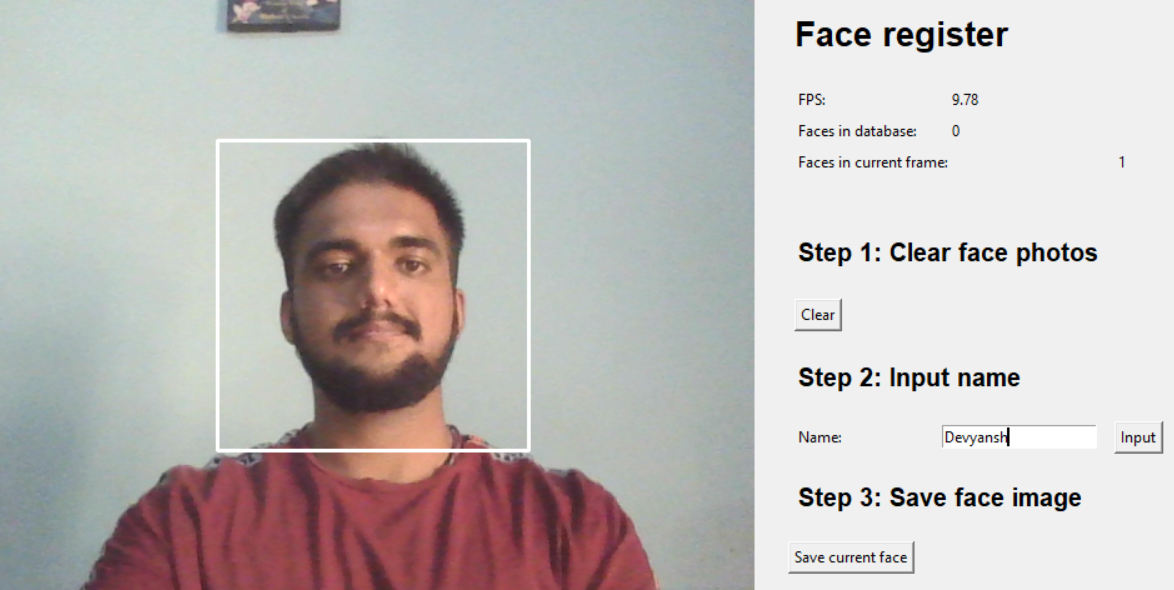 Face register
FPS: 9.78
Faces in database: 0
Faces in current frame: 1
Step 1: Clear face photos
Clear
Step 2: Input name
Name: Devyansh Input
Step 3: Save face image
Save current face